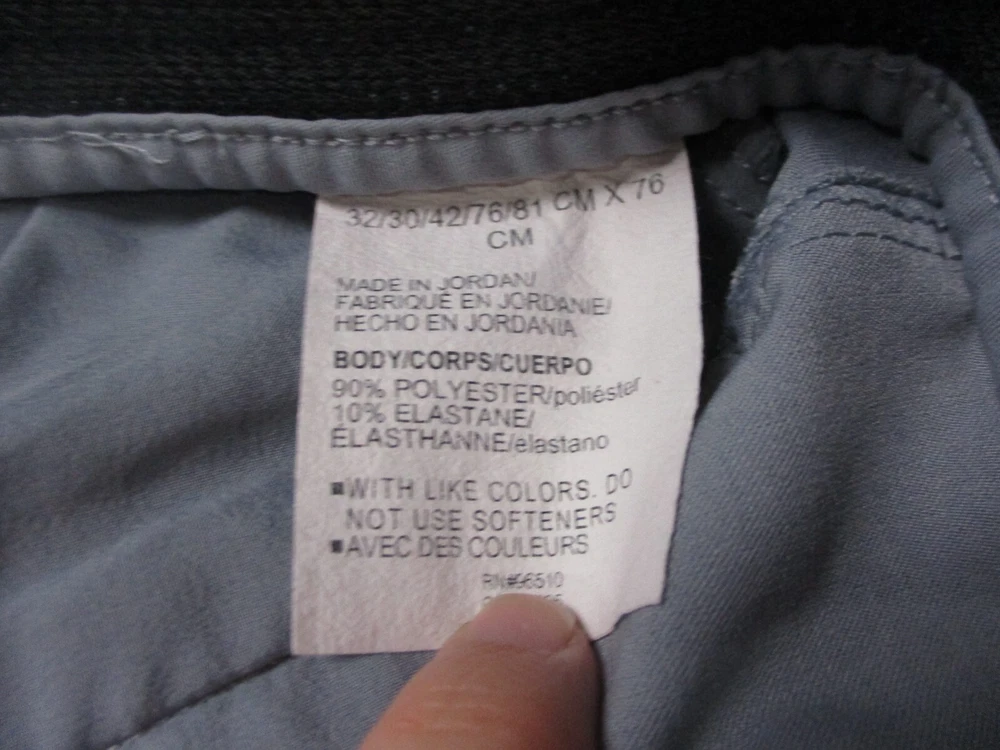 32/30/42/76/81 CM X 76
CM
MADE IN JORDAN/
FABRIQUÉ EN JORDANIE/
HECHO EN JORDANIA
BODY/CORPS/CUERPO
90% POLYESTER/poliéster
10% ELASTANE/
ÉLASTHANNE/elastano
▪WITH LIKE COLORS. DO
NOT USE SOFTENERS
▪AVEC DES COULEURS
RN#96510